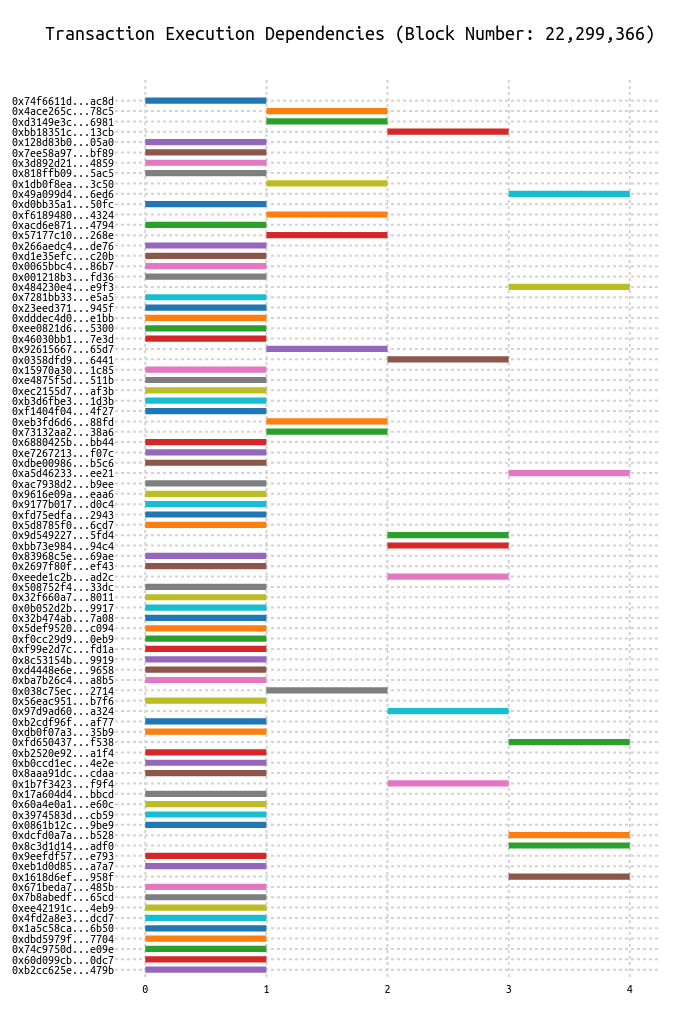 Transaction Execution Dependencies (Block Number: 22,299,366)
0x74f6611d...ac8d
0x4ace265c...78c5
0xd3149e3c...6981
0xbb18351c...13cb
0x128d83b0...05a0
0x7ee58a97...bf89
0x3d892d21...4859
0x818ffb09...5ac5
0x1db0f8ea...3c50
0x49a099d4...6ed6
0xd0bb35a1...50fc
0xf6189480...4324
0xacd6e871...4794
0x57177c10...268e
0x266aedc4...de76
0xd1e35efc...c20b
0x0065bbc4...86b7
0x001218b3...fd36
0x484230e4...e9f3
0x7281bb33...e5a5
0x23eed371...945f
0xdddec4d0...e1bb
0xee0821d6...5300
0x46030bb1...7e3d
0x92615667...65d7
0x0358dfd9...6441
0x15970a30...1c85
0xe4875f5d...511b
0xec2155d7...af3b
0xb3d6fbe3...1d3b
0xf1404f04...4f27
0xeb3fd6d6...88fd
0x73132aa2...38a6
0x6880425b...bb44
0xe7267213...f07c
0xdbe00986...b5c6
0xa5d46233...ee21
0xac7938d2...b9ee
0x9616e09a...eaa6
0x9177b017...d0c4
0xfd75edfa...2943
0x5d8785f0...6cd7
0x9d549227...5fd4
0xbb73e984...94c4
0x83968c5e...69ae
0x2697f80f...ef43
0xeede1c2b...ad2c
0x508752f4...33dc
0x32f660a7...8011
0x0b052d2b...9917
0x32b474ab...7a08
0x5def9520...c094
0xf0cc29d9...0eb9
0xf99e2d7c...fd1a
0x8c53154b...9919
0xd4448e6e...9658
0xba7b26c4...a8b5
0x038c75ec...2714
0x56eac951...b7f6
0x97d9ad60...a324
0xb2cdf96f...af77
0xdb0f07a3...35b9
0xfd650437...f538
0xb2520e92...a1f4
0xb0ccd1ec...4e2e
0x8aaa91dc...cdaa
0x1b7f3423...f9f4
0x17a604d4...bbcd
0x60a4e0a1...e60c
0x3974583d...cb59
0x0861b12c...9be9
0xdcfd0a7a...b528
0x8c3d1d14...adf0
0x9eefdf57...e793
0xeb1d0d85...a7a7
0x1618d6ef...958f
0x671beda7...485b
0x7b8abedf...65cd
0xee42191c...4eb9
0x4fd2a8e3...dcd7
0x1a5c58ca...6b50
0xdbd5979f...7704
0x74c9750d...e09e
0x60d099cb...0dc7
0xb2cc625e...479b
0 1 2 3 4